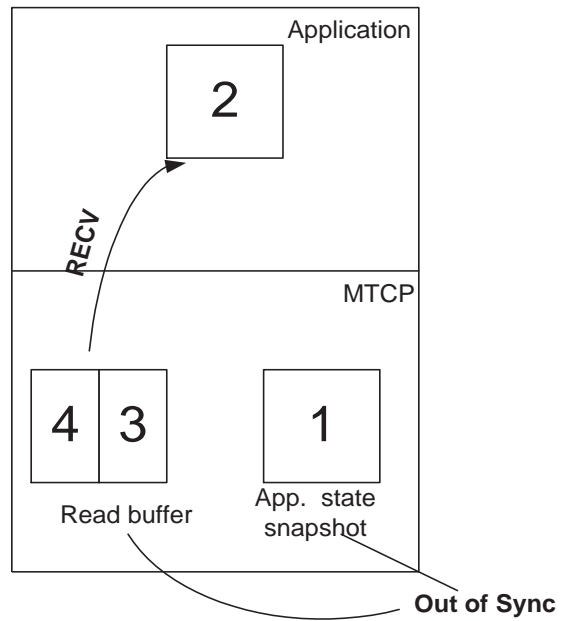 Application
2
RECV
MTCP
4 3
1
Read buffer
App. state
snapshot
Out of Sync